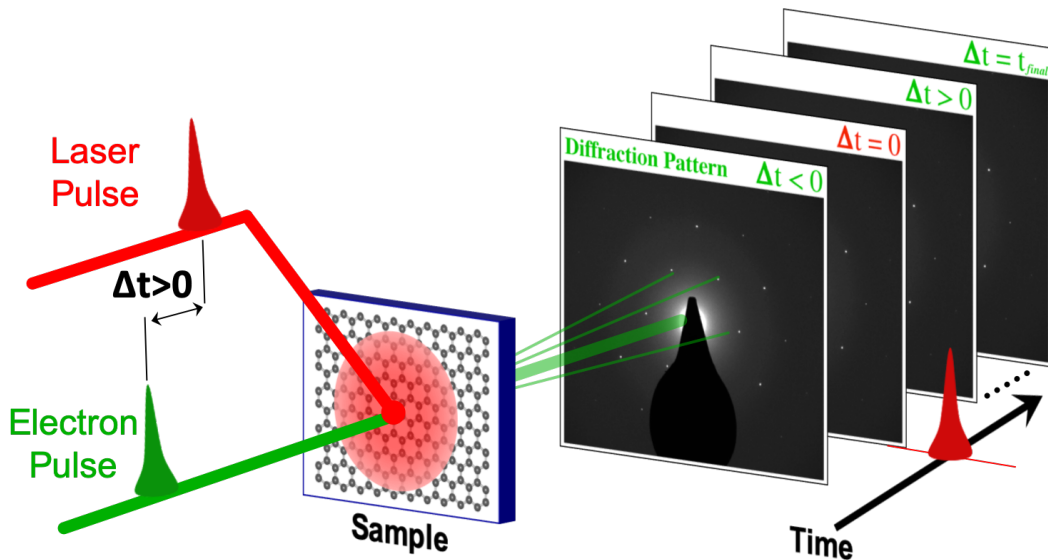 Laser
Pulse
Δt>0
Electron
Pulse
Sample
Diffraction Pattern
Δt < 0
Δt = 0
Δt > 0
Δt = t_final
Time